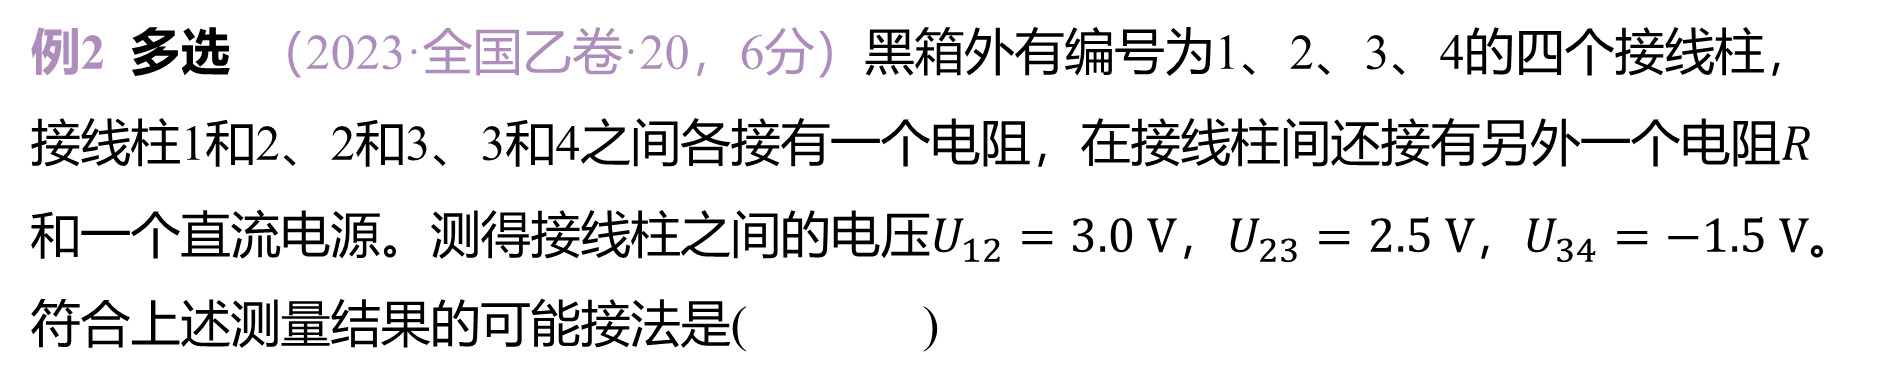 例2 多选 （2023·全国乙卷·20，6分）黑箱外有编号为1、2、3、4的四个接线柱，
接线柱1和2、2和3、3和4之间各接有一个电阻，在接线柱间还接有另外一个电阻R
和一个直流电源。测得接线柱之间的电压U₁₂ = 3.0 V，U₂₃ = 2.5 V，U₃₄ = −1.5 V。
符合上述测量结果的可能接法是( )